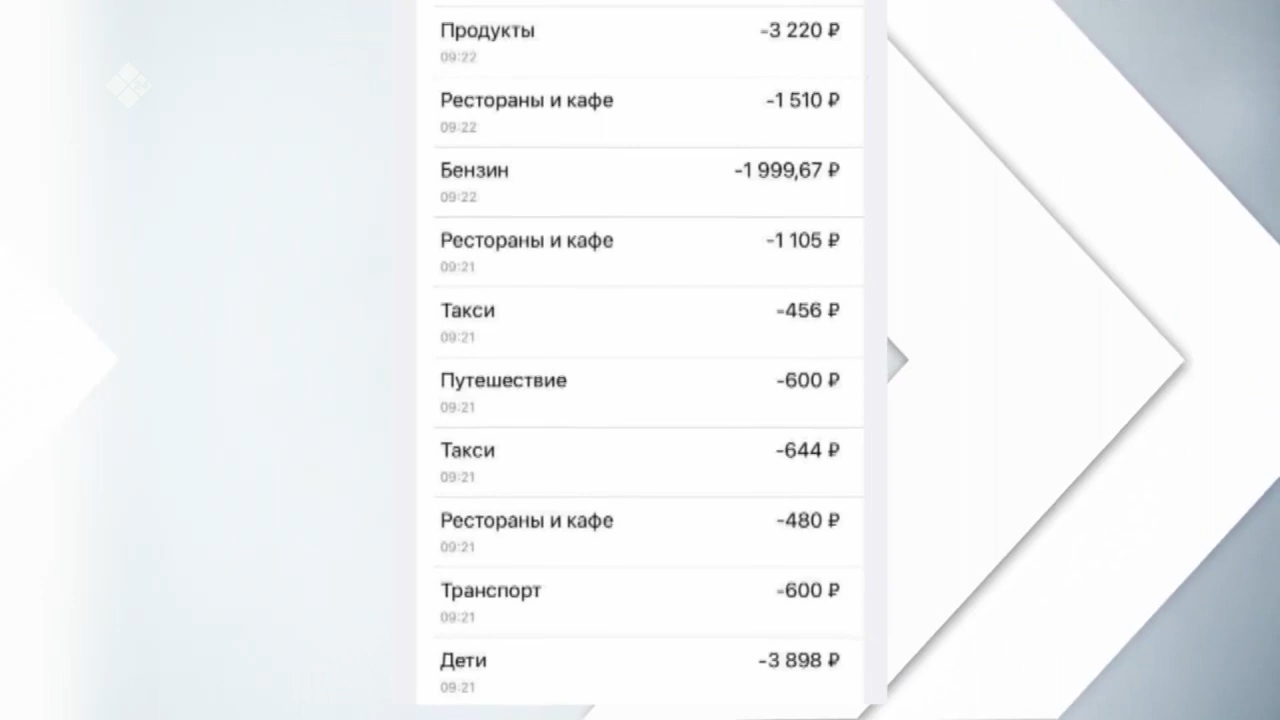 Продукты -3 220 ₽
09:22
Рестораны и кафе -1 510 ₽
09:22
Бензин -1 999,67 ₽
09:22
Рестораны и кафе -1 105 ₽
09:21
Такси -456 ₽
09:21
Путешествие -600 ₽
09:21
Такси -644 ₽
09:21
Рестораны и кафе -480 ₽
09:21
Транспорт -600 ₽
09:21
Дети -3 898 ₽
09:21